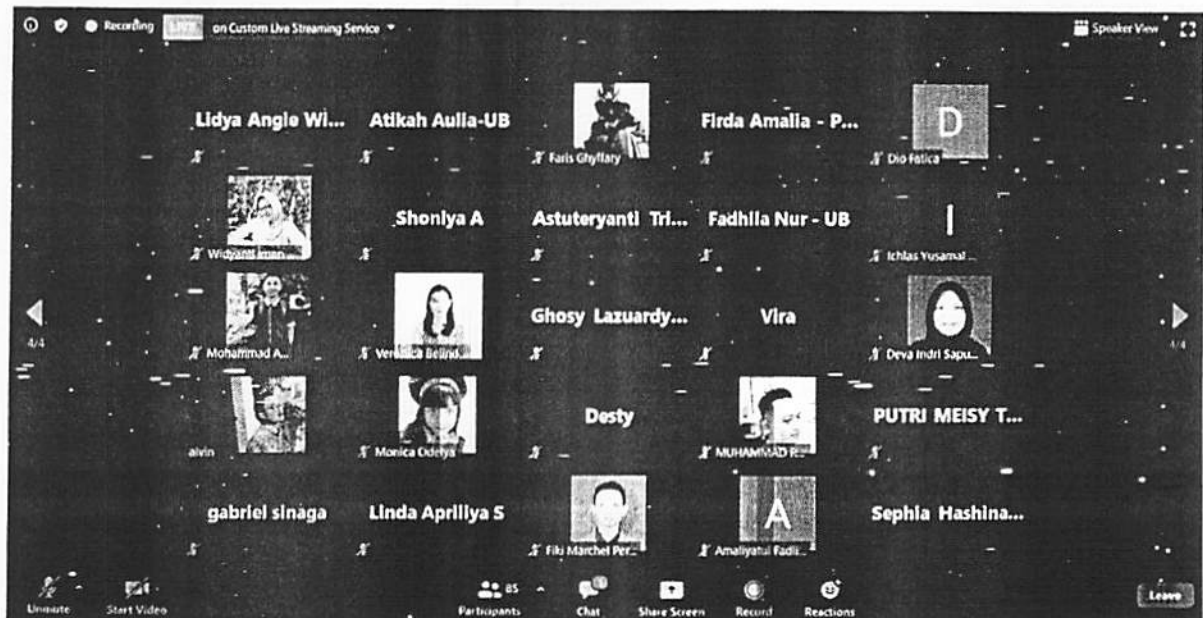 Recording LIVE on Custom Live Streaming Service
Speaker View
Lidya Angie Wi...
Atikah Aulia-UB
Faris Ghyffary
Firda Amalia - P...
D
Dio Fatica
Widyanti Iman
Shoniya A
Astuteryanti Tri...
Fadhila Nur - UB
I
Ichlas Yusamal ...
4/4
Mohammad A...
Veronica Belind...
Ghosy Lazuardy...
Vira
Deva Indri Sapu...
4/4
alvin
Monica Odelya
Desty
MUHAMMAD R...
PUTRI MEISY T...
gabriel sinaga
Linda Apriliya S
Fiki Marchel Per...
A
Amaliyatul Fadli...
Sephia Hashina...
Unmute
Start Video
Participants
85
Chat
1
Share Screen
Record
Reactions
Leave